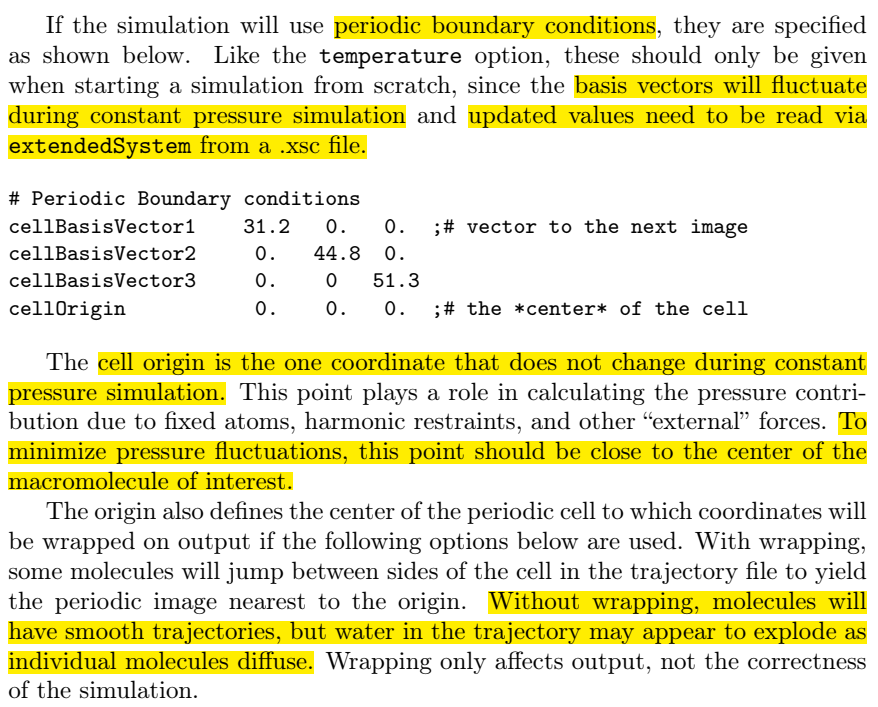 If the simulation will use periodic boundary conditions, they are specified
as shown below. Like the temperature option, these should only be given
when starting a simulation from scratch, since the basis vectors will fluctuate
during constant pressure simulation and updated values need to be read via
extendedSystem from a .xsc file.
# Periodic Boundary conditions
cellBasisVector1 31.2 0. 0. ;# vector to the next image
cellBasisVector2 0. 44.8 0.
cellBasisVector3 0. 0 51.3
cellOrigin 0. 0. 0. ;# the *center* of the cell
The cell origin is the one coordinate that does not change during constant
pressure simulation. This point plays a role in calculating the pressure contri-
bution due to fixed atoms, harmonic restraints, and other “external” forces. To
minimize pressure fluctuations, this point should be close to the center of the
macromolecule of interest.
The origin also defines the center of the periodic cell to which coordinates will
be wrapped on output if the following options below are used. With wrapping,
some molecules will jump between sides of the cell in the trajectory file to yield
the periodic image nearest to the origin. Without wrapping, molecules will
have smooth trajectories, but water in the trajectory may appear to explode as
individual molecules diffuse. Wrapping only affects output, not the correctness
of the simulation.